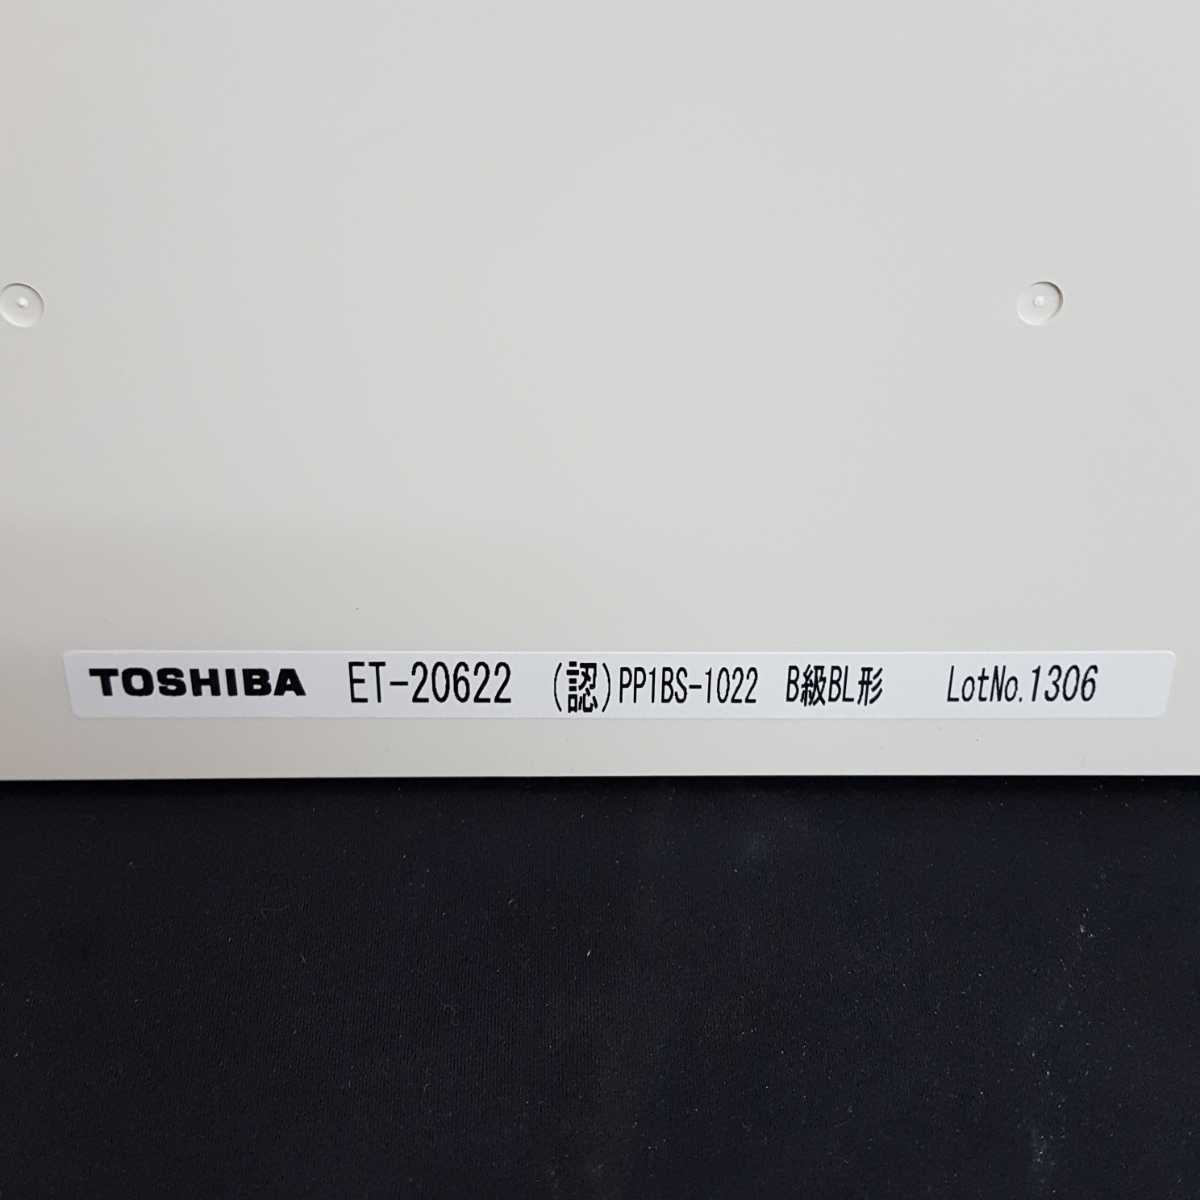 TOSHIBA ET-20622 (認)PP1BS-1022 B級BL形 LotNo.1306